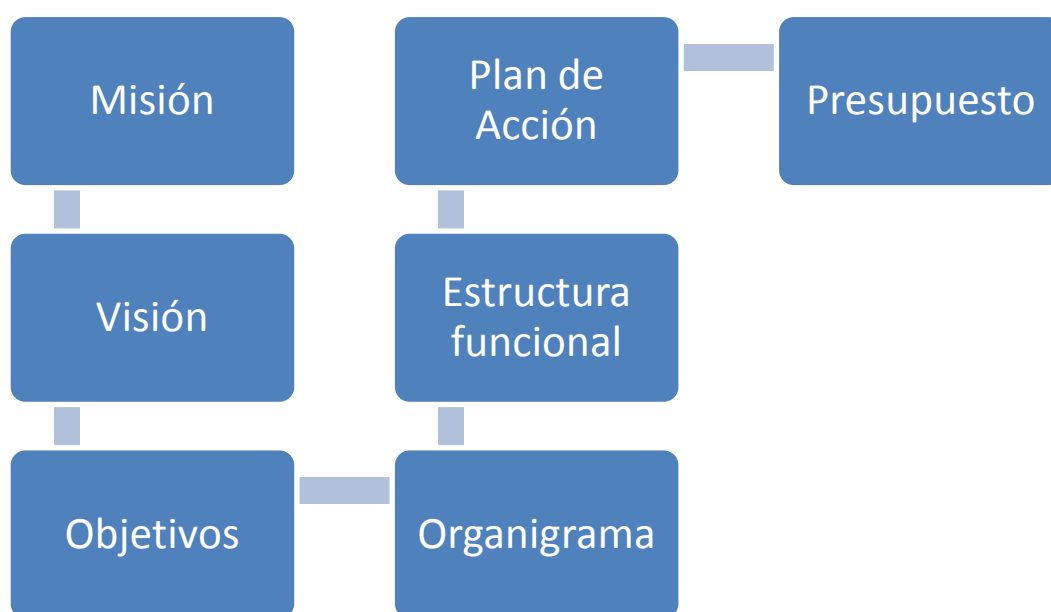 Misión
Visión
Objetivos
Organigrama
Estructura
funcional
Plan de
Acción
Presupuesto